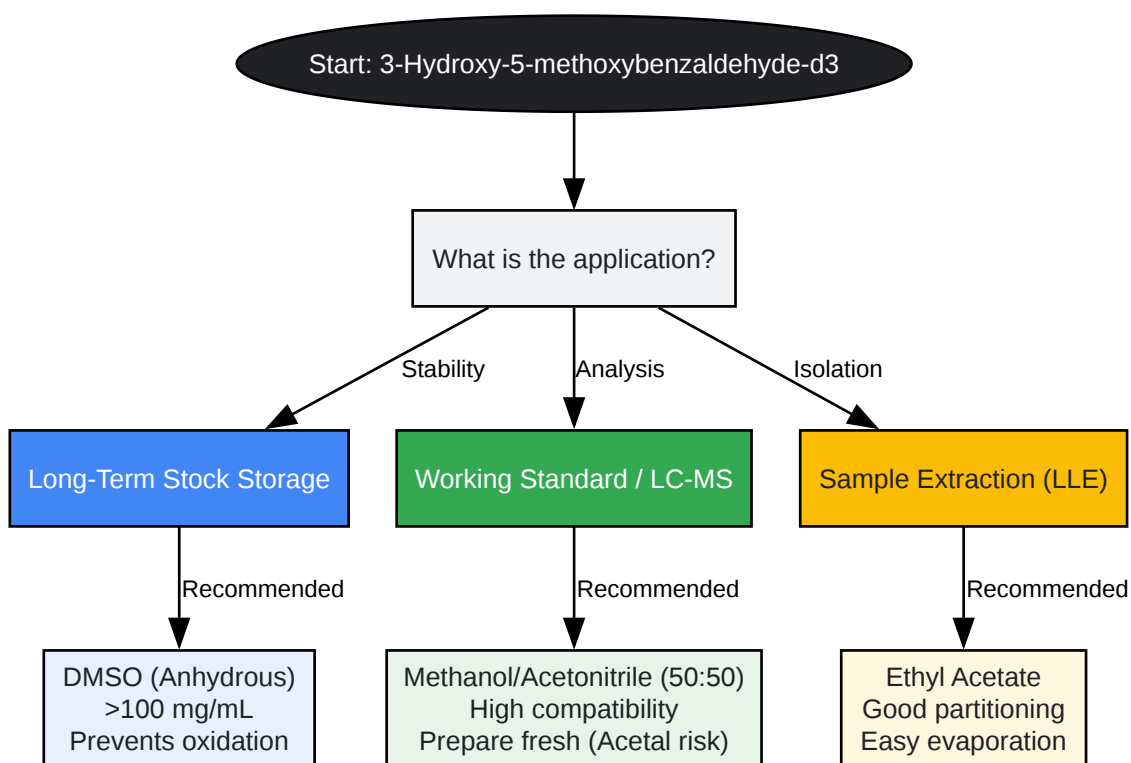 Start: 3-Hydroxy-5-methoxybenzaldehyde-d3
What is the application?
Stability
Analysis
Isolation
Long-Term Stock Storage
Working Standard / LC-MS
Sample Extraction (LLE)
Recommended
Recommended
Recommended
DMSO (Anhydrous)
>100 mg/mL
Prevents oxidation
Methanol/Acetonitrile (50:50)
High compatibility
Prepare fresh (Acetal risk)
Ethyl Acetate
Good partitioning
Easy evaporation